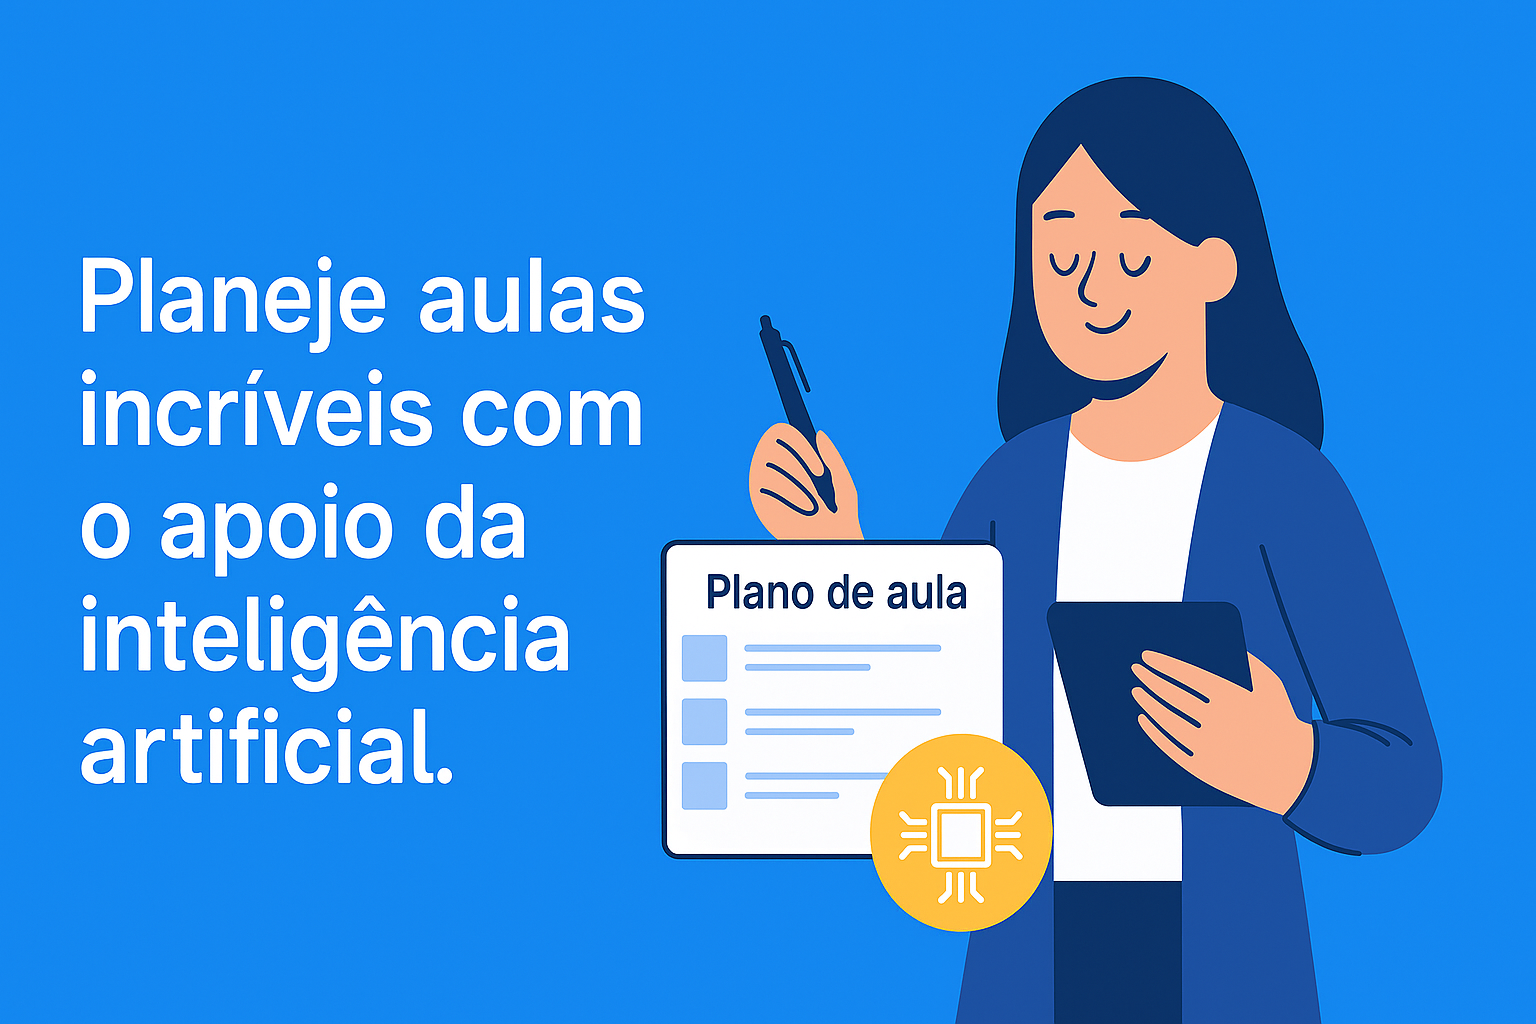 Planeje aulas
incríveis com
o apoio da
inteligência
artificial.
Plano de aula